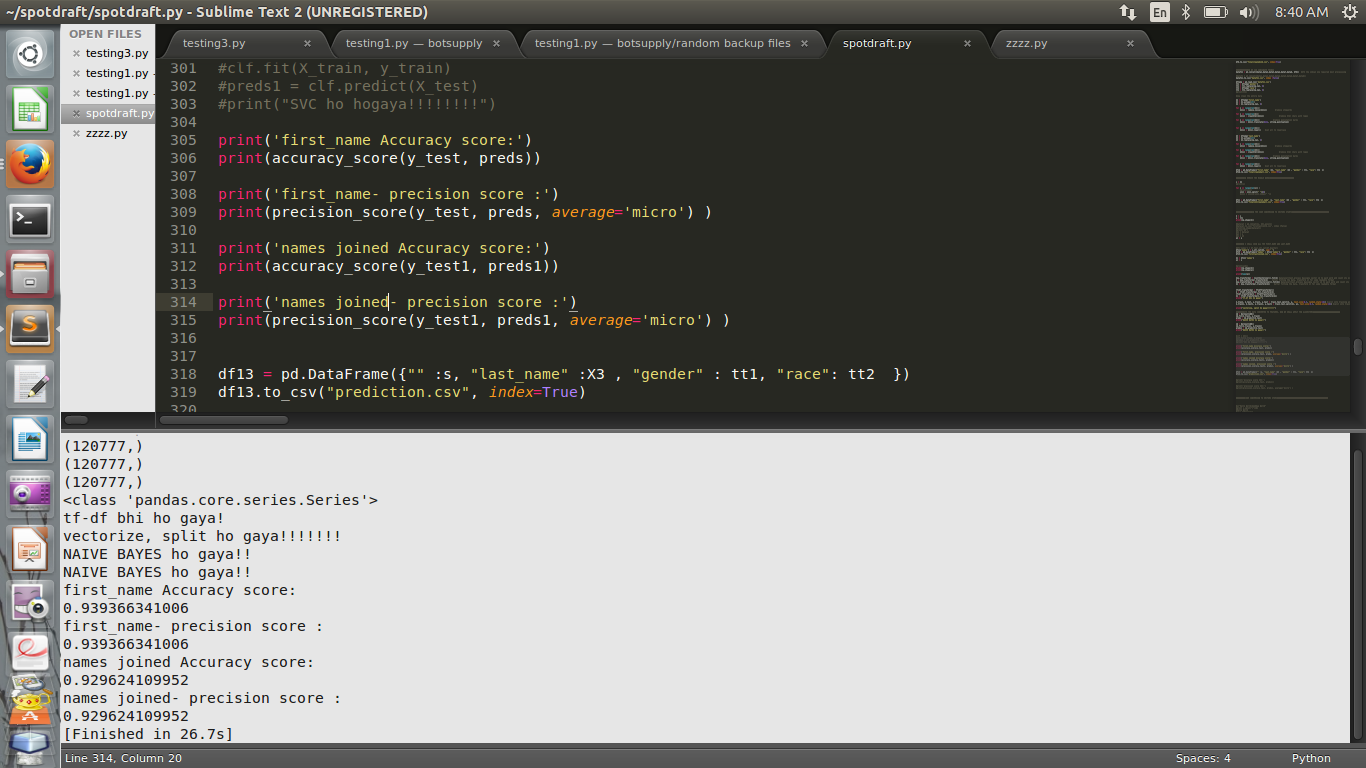 ~/spotdraft/spotdraft.py - Sublime Text 2 (UNREGISTERED)
En
8:40 AM
OPEN FILES
testing3.py
testing1.py
testing1.py
spotdraft.py
zzzz.py
testing3.py
testing1.py — botsupply
testing1.py — botsupply/random backup files
spotdraft.py
zzzz.py
301 #clf.fit(X_train, y_train)
302 #preds1 = clf.predict(X_test)
303 #print("SVC ho hogaya!!!!!!!!")
304
305 print('first_name Accuracy score:')
306 print(accuracy_score(y_test, preds))
307
308 print('first_name- precision score :')
309 print(precision_score(y_test, preds, average='micro') )
310
311 print('names joined Accuracy score:')
312 print(accuracy_score(y_test1, preds1))
313
314 print('names joined- precision score :')
315 print(precision_score(y_test1, preds1, average='micro') )
316
317
318 df13 = pd.DataFrame({"" :s, "last_name" :X3 , "gender" : tt1, "race": tt2  })
319 df13.to_csv("prediction.csv", index=True)
320
(120777,)
(120777,)
(120777,)
<class 'pandas.core.series.Series'>
tf-df bhi ho gaya!
vectorize, split ho gaya!!!!!!!
NAIVE BAYES ho gaya!!
NAIVE BAYES ho gaya!!
first_name Accuracy score:
0.939366341006
first_name- precision score :
0.939366341006
names joined Accuracy score:
0.929624109952
names joined- precision score :
0.929624109952
[Finished in 26.7s]
Line 314, Column 20
Spaces: 4
Python